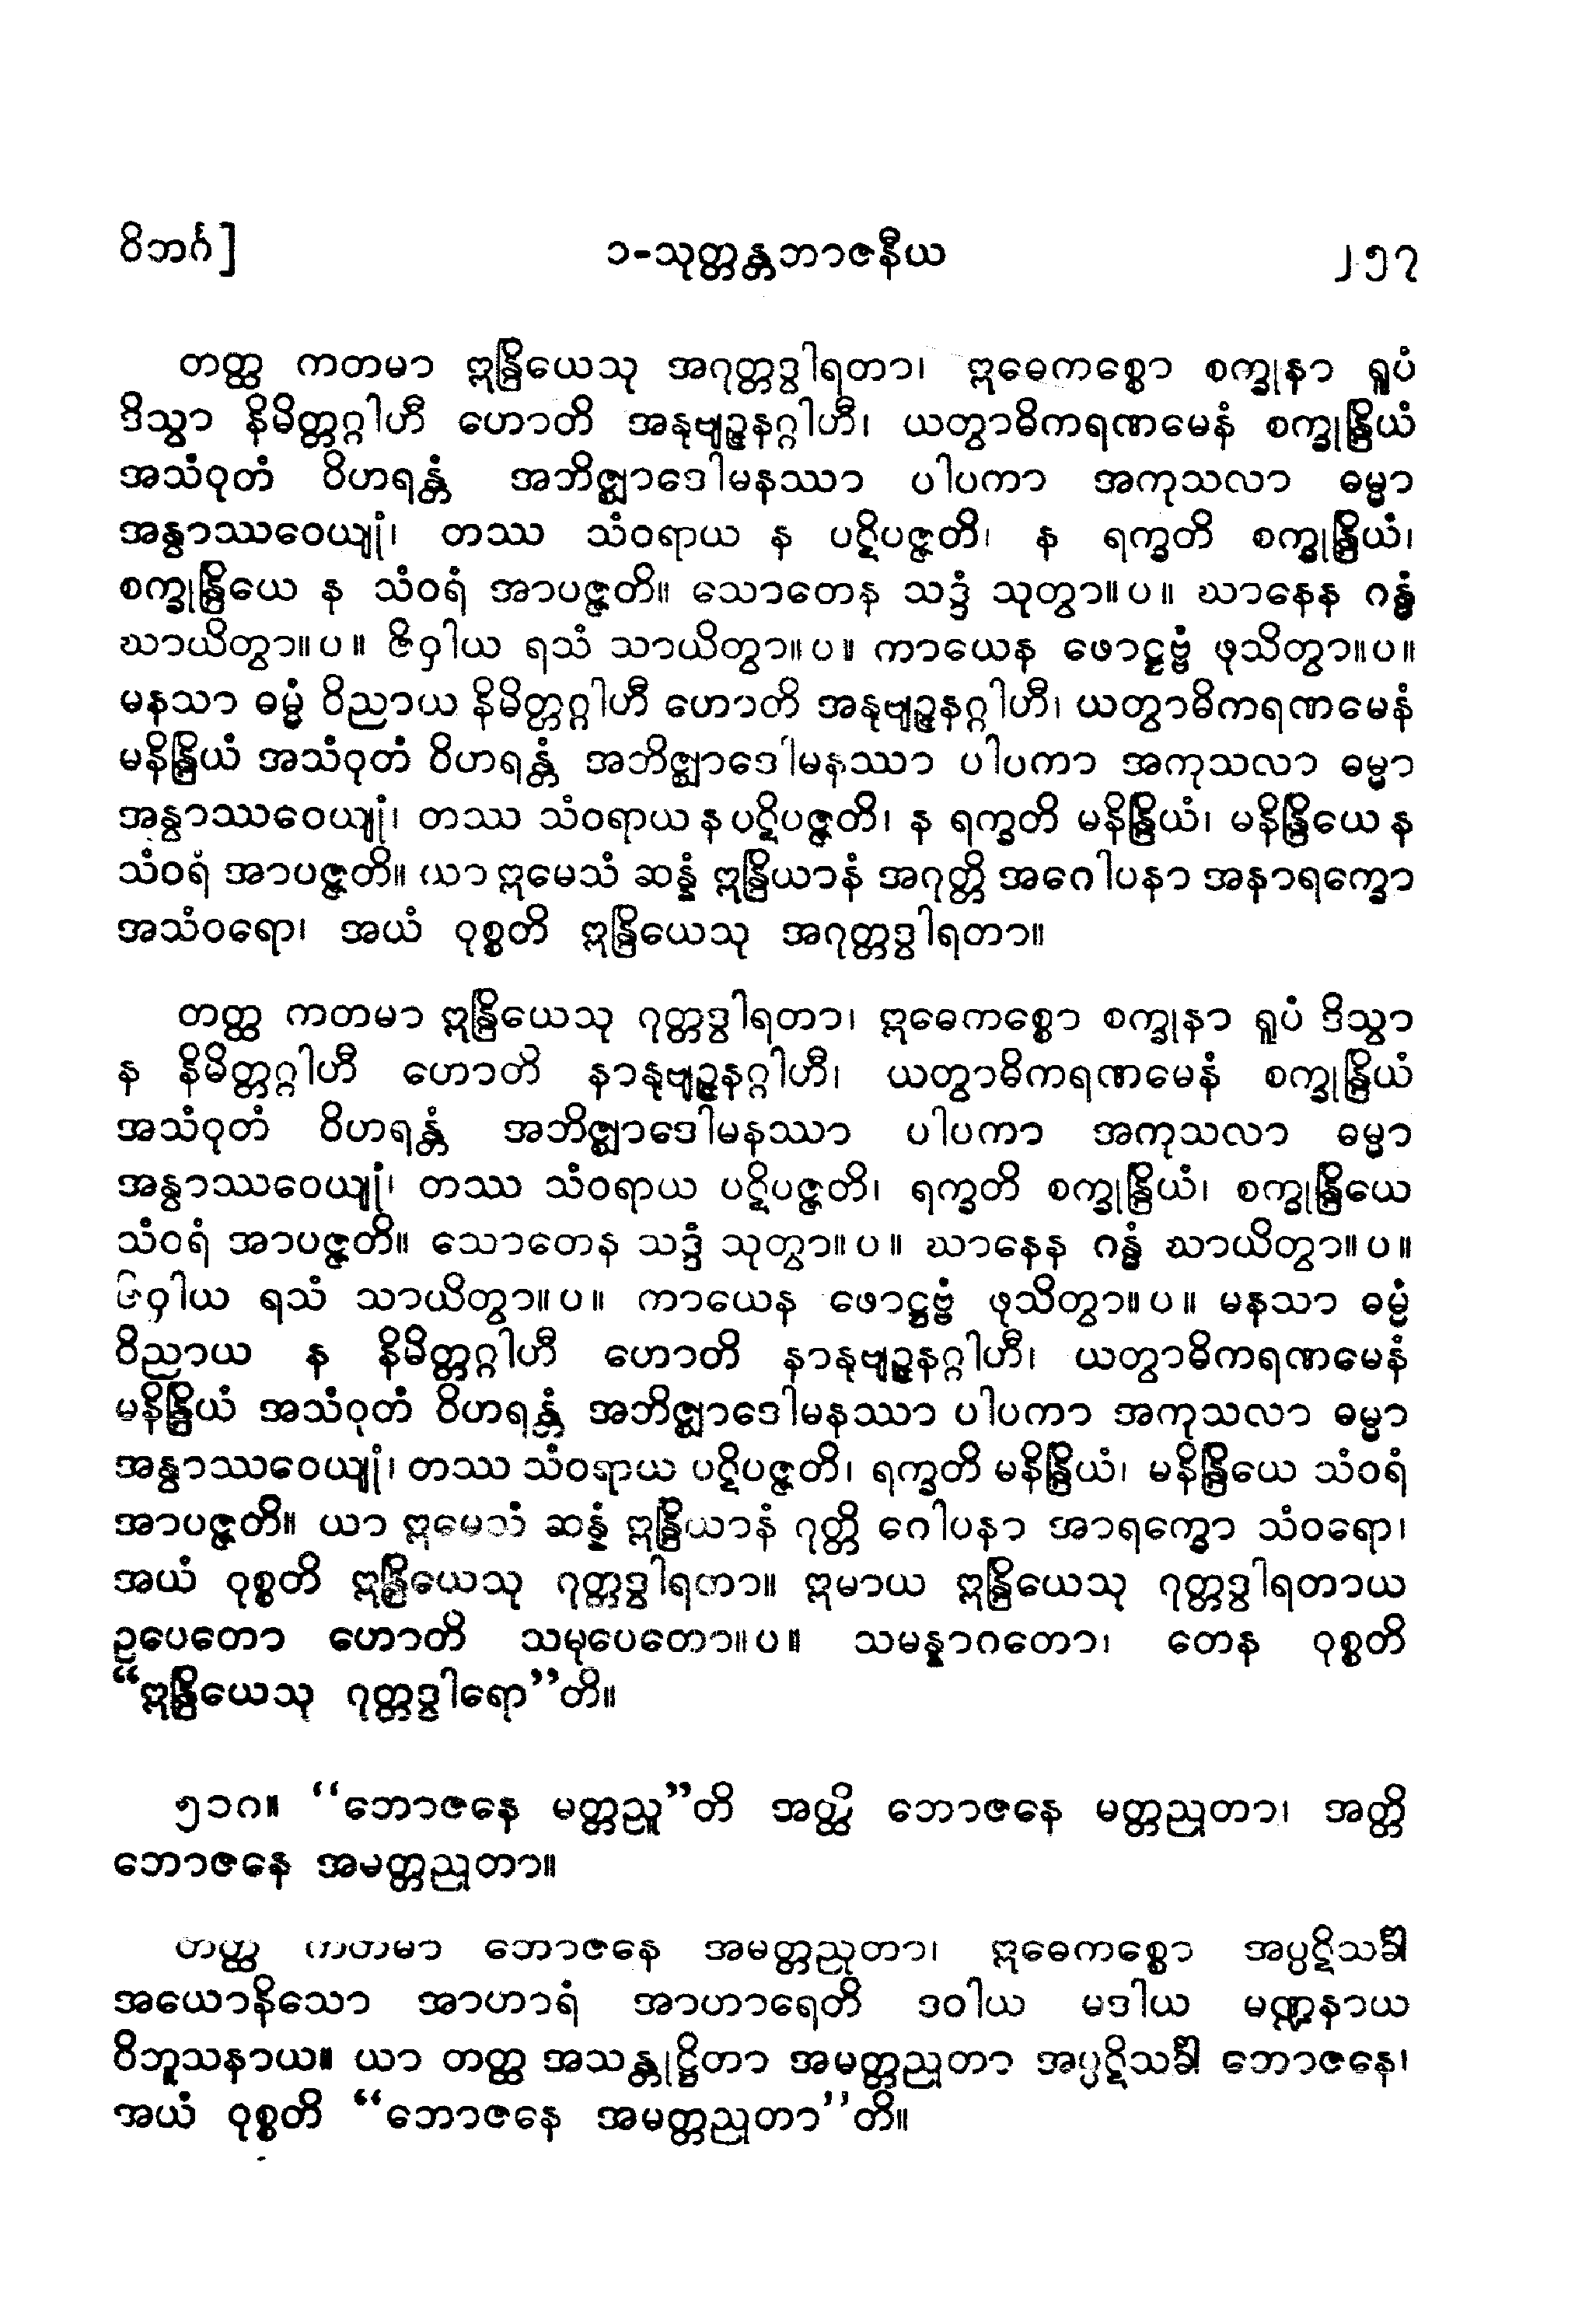 ဝိဘင်္ဂ]
၁-သုတ္တန္တဘာဇနီယ
၂၅၇
တတ္ထ ကတမာ ဣန္ဒြိယေသု အဂုတ္တဒွါရတာ၊ ဣဓေကစ္စော စက္ခုနာ ရူပံ
ဒိသွာ နိမိတ္တဂ္ဂါဟီ ဟောတိ အနုဗျဉ္ဇနဂ္ဂါဟီ၊ ယတွာဓိကရဏမေနံ စက္ခုန္ဒြိယံ
အသံဝုတံ ဝိဟရန္တံ အဘိဇ္ဈာဒေါမနဿာ ပါပကာ အကုသလာ ဓမ္မာ
အနွာဿဝေယျုံ၊ တဿ သံဝရာယ န ပဋိပဇ္ဇတိ၊ န ရက္ခတိ စက္ခုန္ဒြိယံ၊
စက္ခုန္ဒြိယေ န သံဝရံ အာပဇ္ဇတိ။ သောတေန သဒ္ဒံ သုတွာ။ပ။ ဃာနေန ဂန္ဓံ
ဃာယိတွာ။ပ။ ဇိဝှါယ ရသံ သာယိတွာ။ပ။ ကာယေန ဖောဋ္ဌဗ္ဗံ ဖုသိတွာ။ပ။
မနသာ ဓမ္မံ ဝိညာယ နိမိတ္တဂ္ဂါဟီ ဟောတိ အနုဗျဉ္ဇနဂ္ဂါဟီ၊ ယတွာဓိကရဏမေနံ
မနိန္ဒြိယံ အသံဝုတံ ဝိဟရန္တံ အဘိဇ္ဈာဒေါမနဿာ ပါပကာ အကုသလာ ဓမ္မာ
အနွာဿဝေယျုံ၊ တဿ သံဝရာယ န ပဋိပဇ္ဇတိ၊ န ရက္ခတိ မနိန္ဒြိယံ၊ မနိန္ဒြိယေ န
သံဝရံ အာပဇ္ဇတိ။ ယာ ဣမေသံ ဆန္နံ ဣန္ဒြိယာနံ အဂုတ္တိ အဂေါပနာ အနာရက္ခော
အသံဝရော၊ အယံ ဝုစ္စတိ ဣန္ဒြိယေသု အဂုတ္တဒွါရတာ။
တတ္ထ ကတမာ ဣန္ဒြိယေသု ဂုတ္တဒွါရတာ၊ ဣဓေကစ္စော စက္ခုနာ ရူပံ ဒိသွာ
န နိမိတ္တဂ္ဂါဟီ ဟောတိ နာနုဗျဉ္ဇနဂ္ဂါဟီ၊ ယတွာဓိကရဏမေနံ စက္ခုန္ဒြိယံ
အသံဝုတံ ဝိဟရန္တံ အဘိဇ္ဈာဒေါမနဿာ ပါပကာ အကုသလာ ဓမ္မာ
အနွာဿဝေယျုံ၊ တဿ သံဝရာယ ပဋိပဇ္ဇတိ၊ ရက္ခတိ စက္ခုန္ဒြိယံ၊ စက္ခုန္ဒြိယေ
သံဝရံ အာပဇ္ဇတိ။ သောတေန သဒ္ဒံ သုတွာ။ပ။ ဃာနေန ဂန္ဓံ ဃာယိတွာ။ပ။
ဇိဝှါယ ရသံ သာယိတွာ။ပ။ ကာယေန ဖောဋ္ဌဗ္ဗံ ဖုသိတွာ။ပ။ မနသာ ဓမ္မံ
ဝိညာယ န နိမိတ္တဂ္ဂါဟီ ဟောတိ နာနုဗျဉ္ဇနဂ္ဂါဟီ၊ ယတွာဓိကရဏမေနံ
မနိန္ဒြိယံ အသံဝုတံ ဝိဟရန္တံ အဘိဇ္ဈာဒေါမနဿာ ပါပကာ အကုသလာ ဓမ္မာ
အနွာဿဝေယျုံ၊ တဿ သံဝရာယ ပဋိပဇ္ဇတိ၊ ရက္ခတိ မနိန္ဒြိယံ၊ မနိန္ဒြိယေ သံဝရံ
အာပဇ္ဇတိ။ ယာ ဣမေသံ ဆန္နံ ဣန္ဒြိယာနံ ဂုတ္တိ ဂေါပနာ အာရက္ခော သံဝရော၊
အယံ ဝုစ္စတိ ဣန္ဒြိယေသု ဂုတ္တဒွါရတာ။ ဣမာယ ဣန္ဒြိယေသု ဂုတ္တဒွါရတာယ
ဥပေတော ဟောတိ သမုပေတော။ပ။ သမန္နာဂတော၊ တေန ဝုစ္စတိ
“ဣန္ဒြိယေသု ဂုတ္တဒွါရော”တိ။
၅၁၈။ “ဘောဇနေ မတ္တညူ”တိ အတ္ထိ ဘောဇနေ မတ္တညုတာ၊ အတ္ထိ
ဘောဇနေ အမတ္တညုတာ။
တတ္ထ ကတမာ ဘောဇနေ အမတ္တညုတာ၊ ဣဓေကစ္စော အပ္ပဋိသင်္ခါ
အယောနိသော အာဟာရံ အာဟာရေတိ ဒဝါယ မဒါယ မဏ္ဍနာယ
ဝိဘူသနာယ။ ယာ တတ္ထ အသန္တုဋ္ဌိတာ အမတ္တညုတာ အပ္ပဋိသင်္ခါ ဘောဇနေ၊
အယံ ဝုစ္စတိ “ဘောဇနေ အမတ္တညုတာ”တိ။